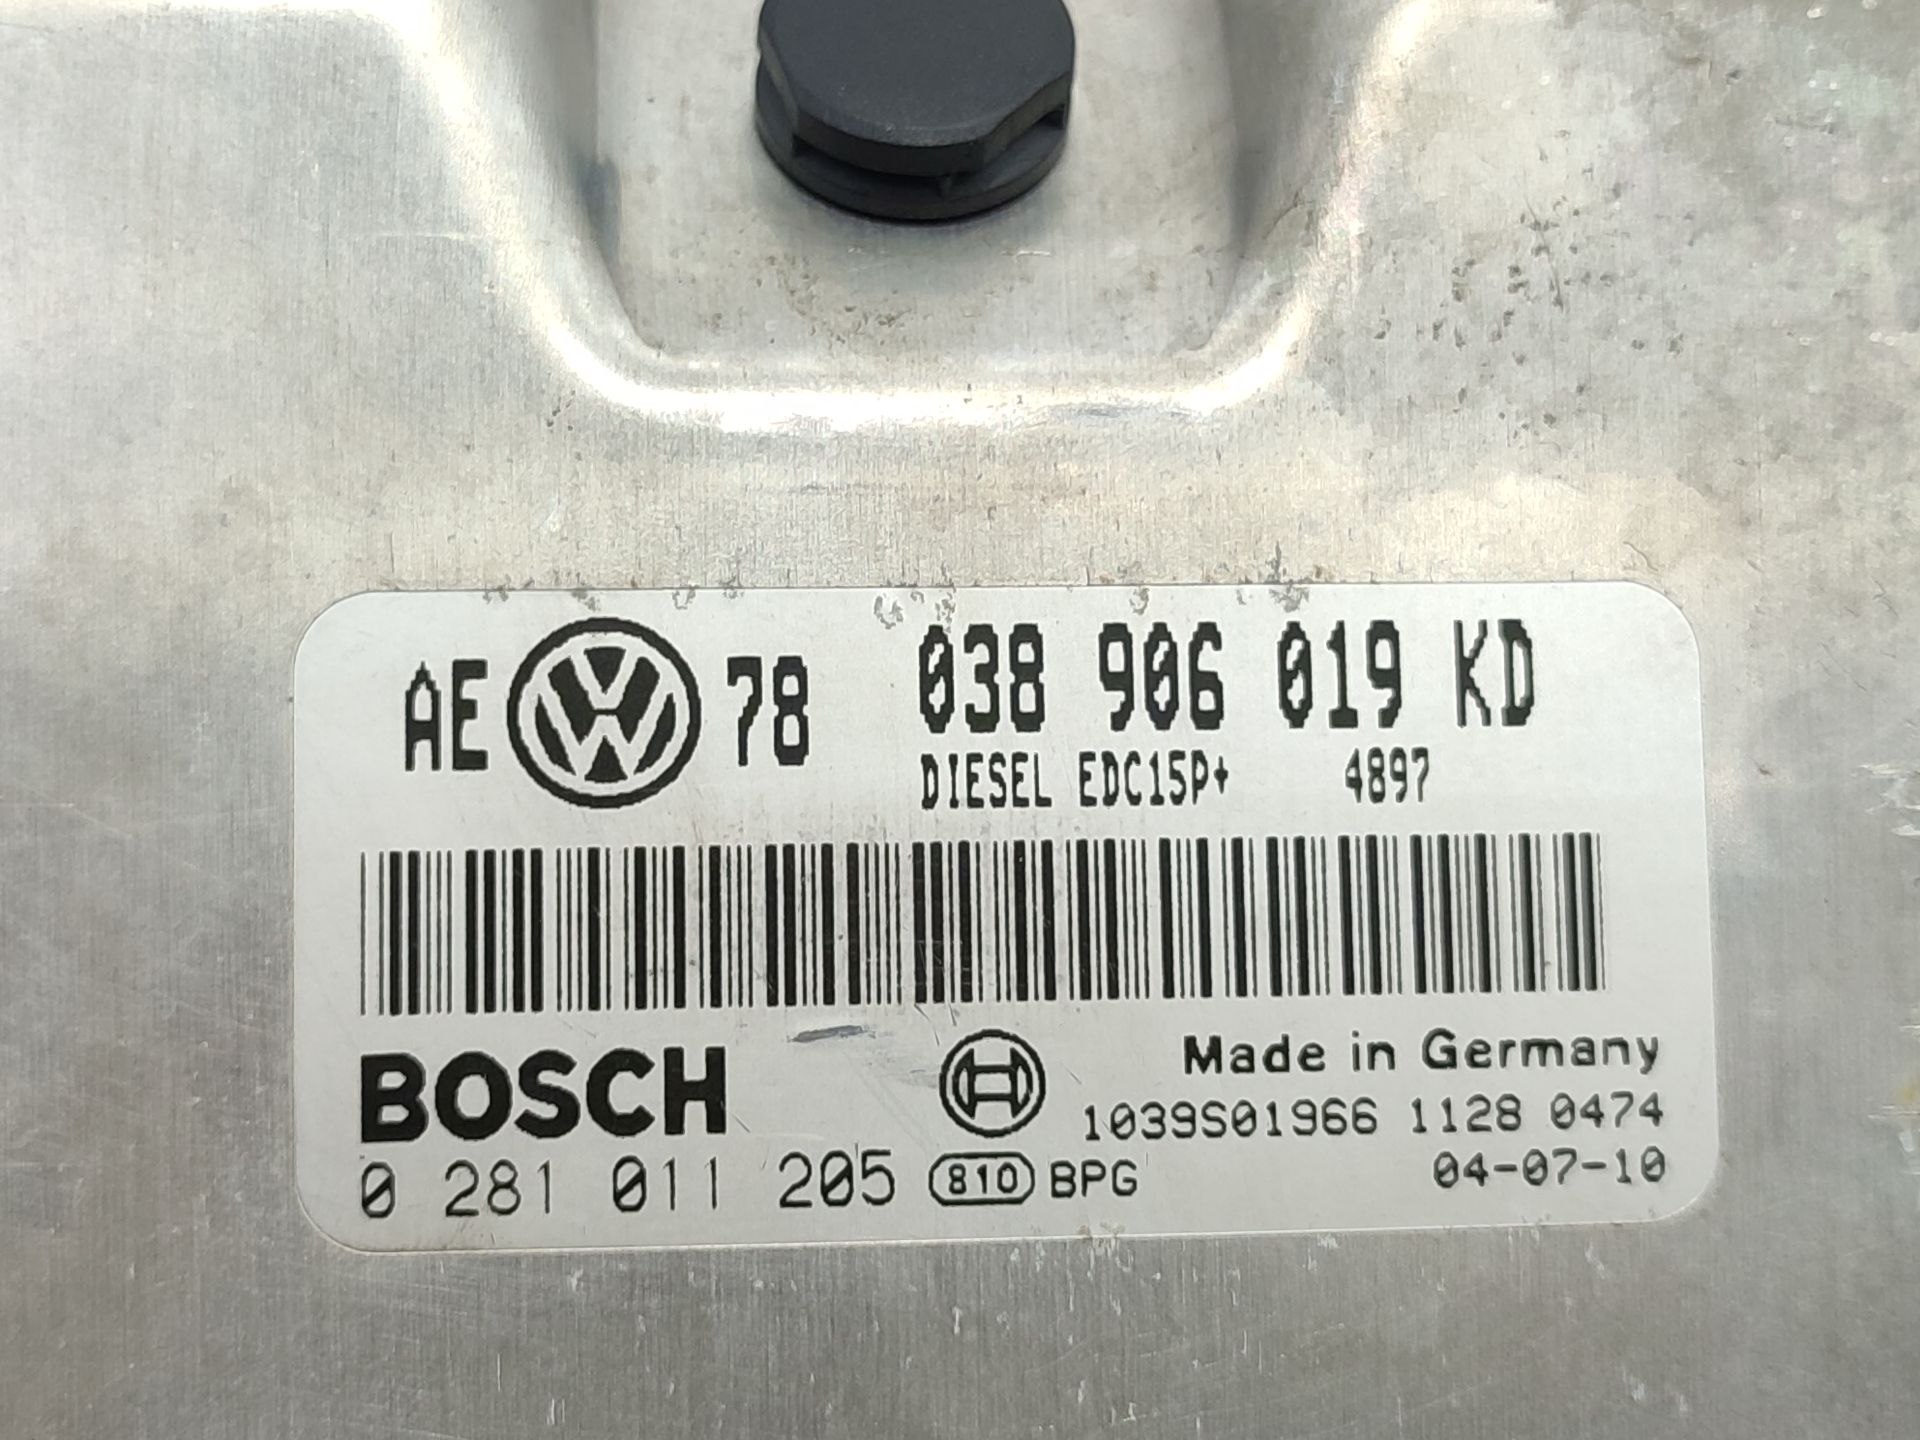 AE VW 78 038 906 019 KD
DIESEL EDC15P+ 4897
BOSCH
Made in Germany
1039S01966 1128 0474
0 281 011 205 810 BPG 04-07-10